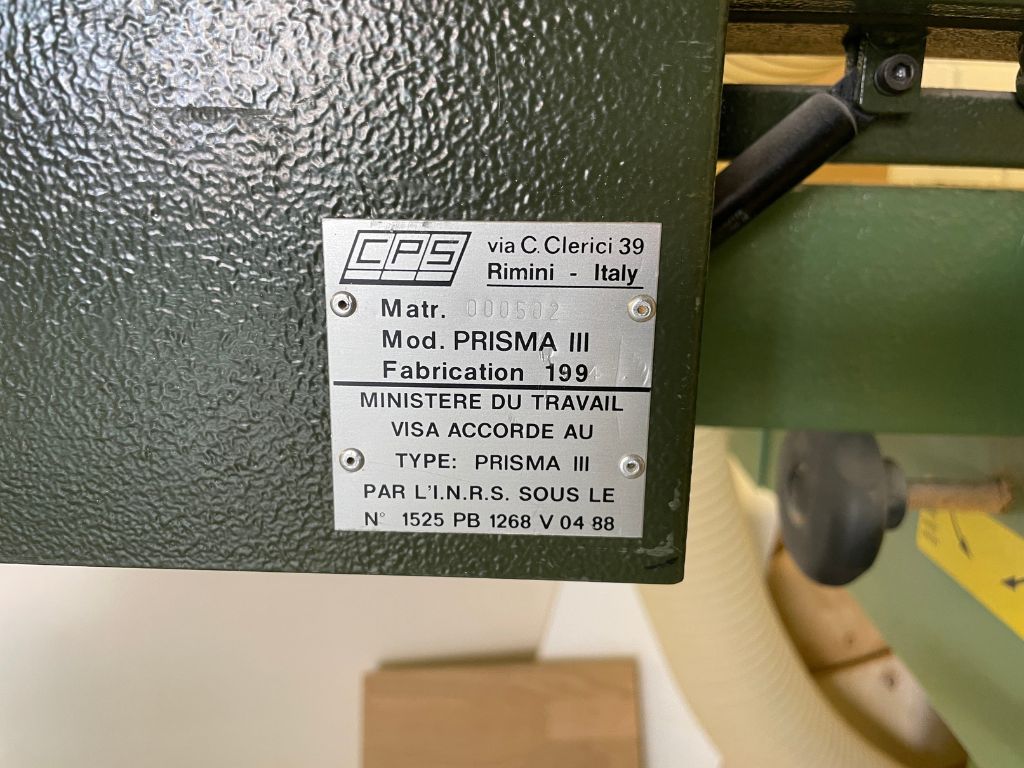 CPS
via C. Clerici 39
Rimini - Italy
Matr. 000502
Mod. PRISMA III
Fabrication 199
MINISTERE DU TRAVAIL
VISA ACCORDE AU
TYPE: PRISMA III
PAR L'I.N.R.S. SOUS LE
N° 1525 PB 1268 V 04 88